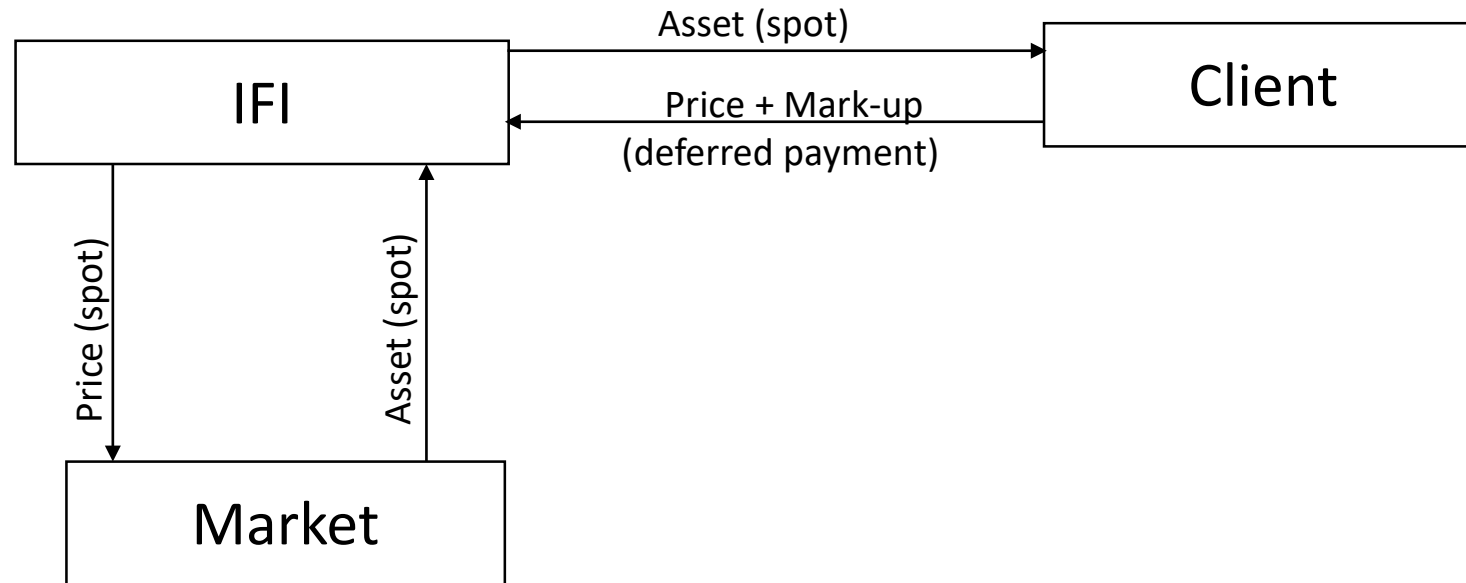 Asset (spot)
IFI
Client
Price + Mark-up
(deferred payment)
Price (spot)
Asset (spot)
Market